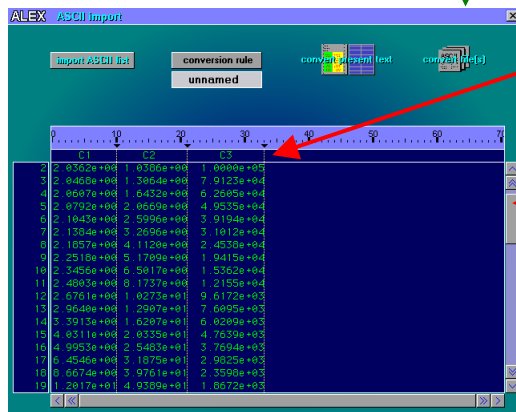 ALEX ASCII Import
import ASCII list conversion rule convert present text convert file[s]
unnamed
0 10 20 30 40 50 60 70
C1 C2 C3
2 2.0362e+00 1.0386e+00 1.0000e+05
3 2.0468e+00 1.3064e+00 7.9123e+04
4 2.0607e+00 1.6432e+00 6.2605e+04
5 2.0792e+00 2.0669e+00 4.9535e+04
6 2.1043e+00 2.5996e+00 3.9194e+04
7 2.1384e+00 3.2696e+00 3.1012e+04
8 2.1857e+00 4.1120e+00 2.4538e+04
9 2.2518e+00 5.1709e+00 1.9415e+04
10 2.3456e+00 6.5017e+00 1.5362e+04
11 2.4803e+00 8.1737e+00 1.2155e+04
12 2.6761e+00 1.0273e+01 9.6172e+03
13 2.9640e+00 1.2907e+01 7.6095e+03
14 3.3913e+00 1.6207e+01 6.0209e+03
15 4.0311e+00 2.0335e+01 4.7639e+03
16 4.9953e+00 2.5483e+01 3.7694e+03
17 6.4546e+00 3.1875e+01 2.9825e+03
18 8.6674e+00 3.9761e+01 2.3598e+03
19 1.2017e+01 4.9389e+01 1.8672e+03